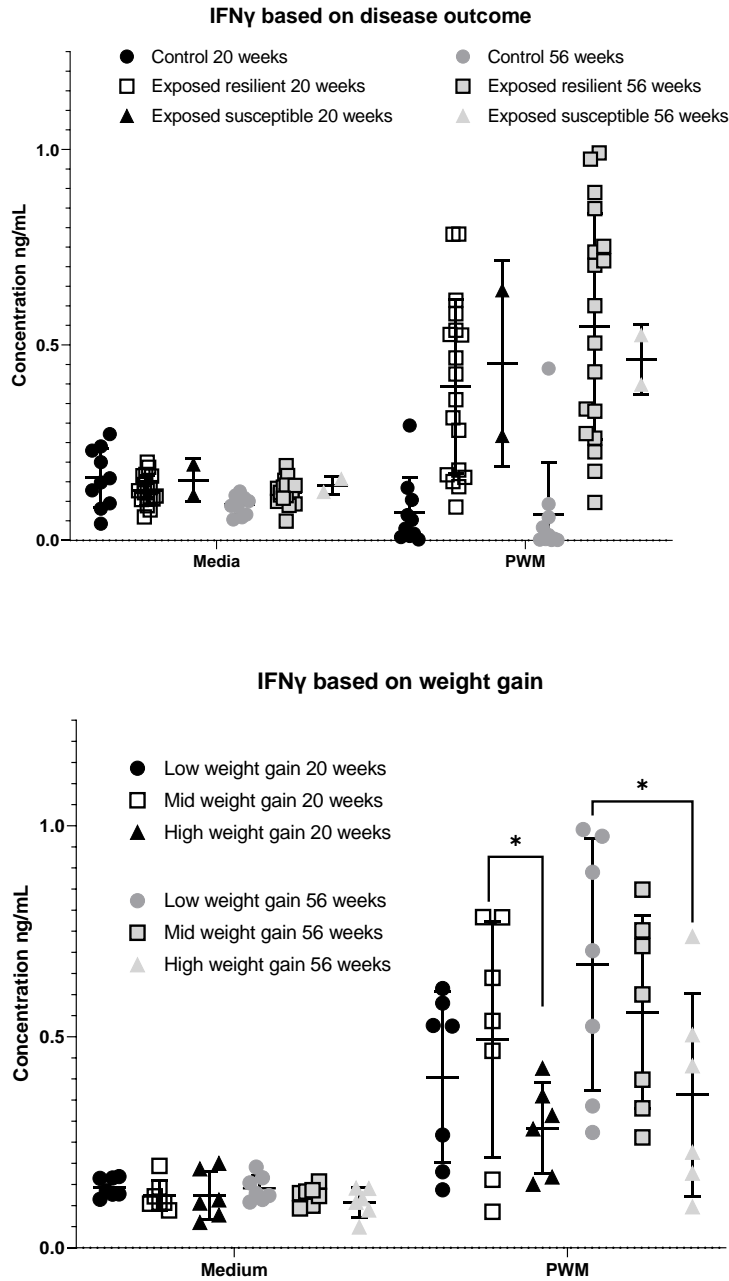 IFNγ based on disease outcome
Control 20 weeks
Control 56 weeks
Exposed resilient 20 weeks
Exposed resilient 56 weeks
Exposed susceptible 20 weeks
Exposed susceptible 56 weeks
Concentration ng/mL
1.0
0.5
0.0
Media
PWM
IFNγ based on weight gain
Low weight gain 20 weeks
Mid weight gain 20 weeks
High weight gain 20 weeks
Low weight gain 56 weeks
Mid weight gain 56 weeks
High weight gain 56 weeks
*
*
Concentration ng/mL
1.0
0.5
0.0
Medium
PWM